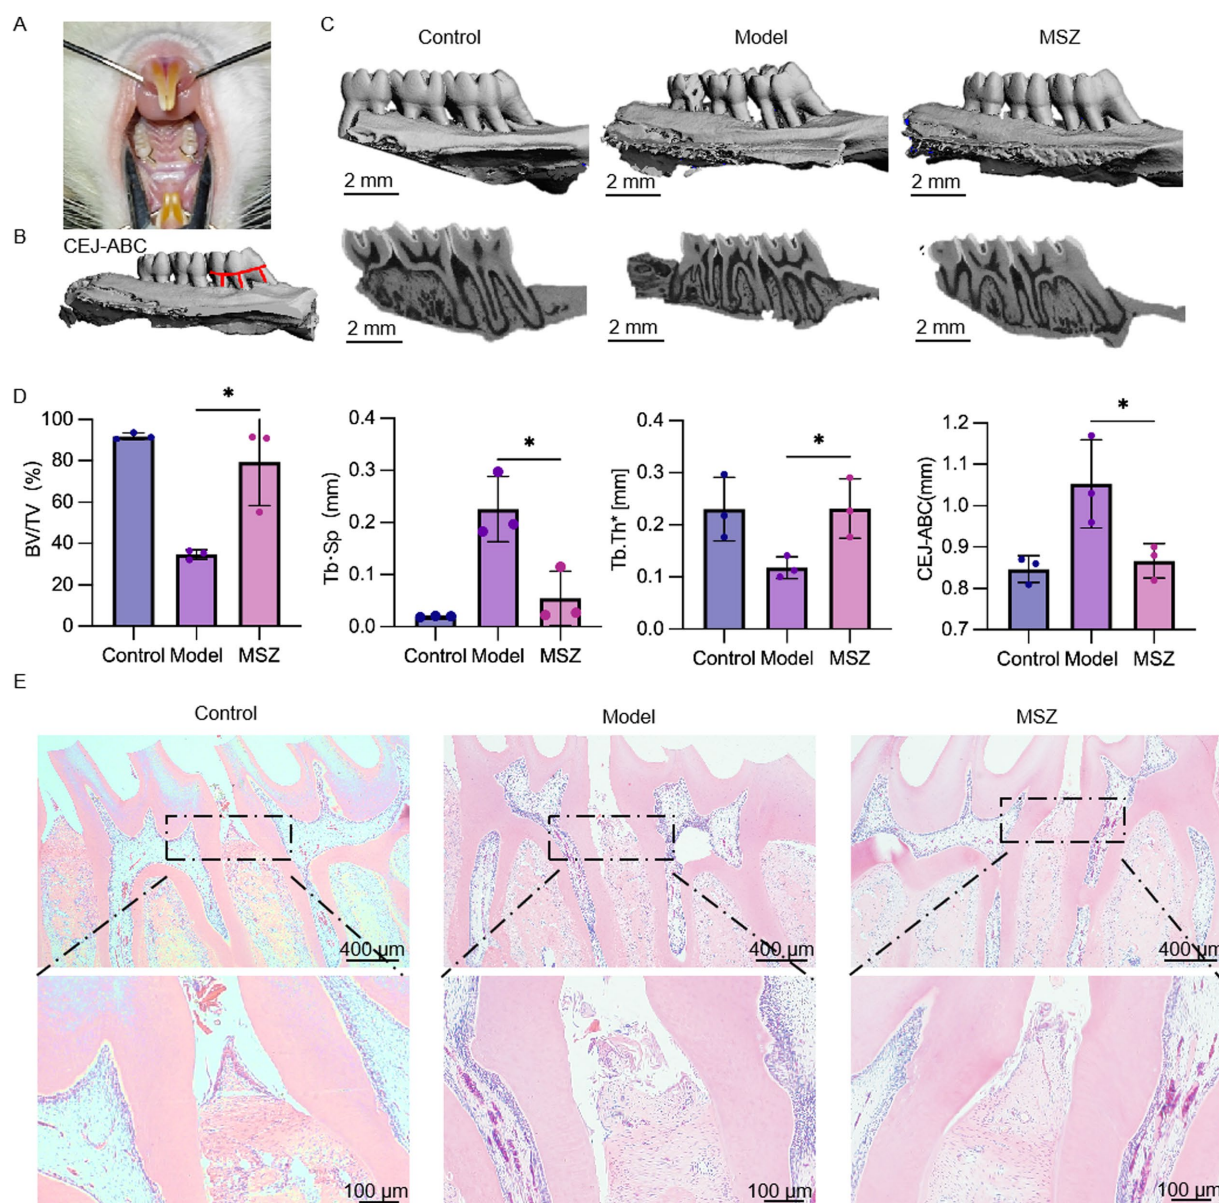 A
C
Control
Model
MSZ
2 mm
2 mm
2 mm
B
CEJ-ABC
2 mm
2 mm
2 mm
D
BV/TV (%)
100
80
60
40
20
0
*
Control Model MSZ
Tb·Sp (mm)
0.4
0.3
0.2
0.1
0.0
*
Control Model MSZ
Tb.Th* [mm]
0.4
0.3
0.2
0.1
0.0
*
Control Model MSZ
CEJ-ABC(mm)
1.2
1.1
1.0
0.9
0.8
0.7
*
Control Model MSZ
E
Control
Model
MSZ
400 μm
400 μm
400 μm
100 μm
100 μm
100 μm